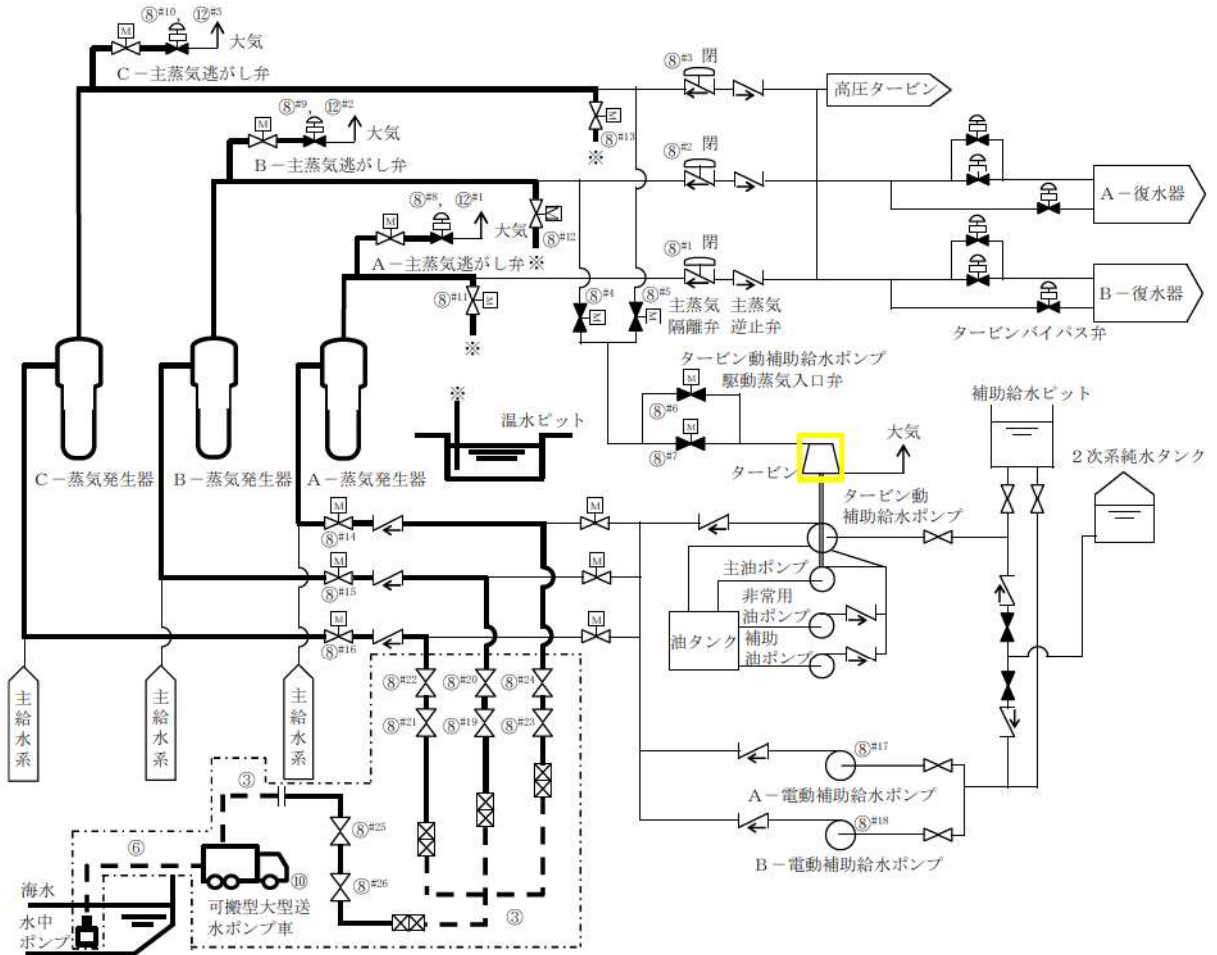 ⑧#10, ⑫#3
M
大気
C-主蒸気逃がし弁
⑧#3 閉
高圧タービン
M
⑧#13
※
⑧#9, ⑫#2
M
大気
B-主蒸気逃がし弁
⑧#2 閉
A-復水器
M
⑧#12
※
⑧#8, ⑫#1
M
大気
A-主蒸気逃がし弁
⑧#1 閉
主蒸気
隔離弁
主蒸気
逆止弁
B-復水器
タービンバイパス弁
⑧#11
M
※
⑧#4
M
⑧#5
M
タービン動補助給水ポンプ
駆動蒸気入口弁
M
⑧#6
M
⑧#7
※
温水ピット
補助給水ピット
大気
2次系純水タンク
タービン
C-蒸気発生器
B-蒸気発生器
A-蒸気発生器
タービン動
補助給水ポンプ
M
⑧#14
M
M
⑧#15
M
M
⑧#16
M
主油ポンプ
非常用
油ポンプ
補助
油ポンプ
油タンク
主給水系
主給水系
主給水系
⑧#22
⑧#20
⑧#24
⑧#21
⑧#19
⑧#23
⑧#17
A-電動補助給水ポンプ
⑧#18
B-電動補助給水ポンプ
③
⑧#25
⑥
⑩
⑧#26
可搬型大型送
水ポンプ車
③
海水
水中
ポンプ